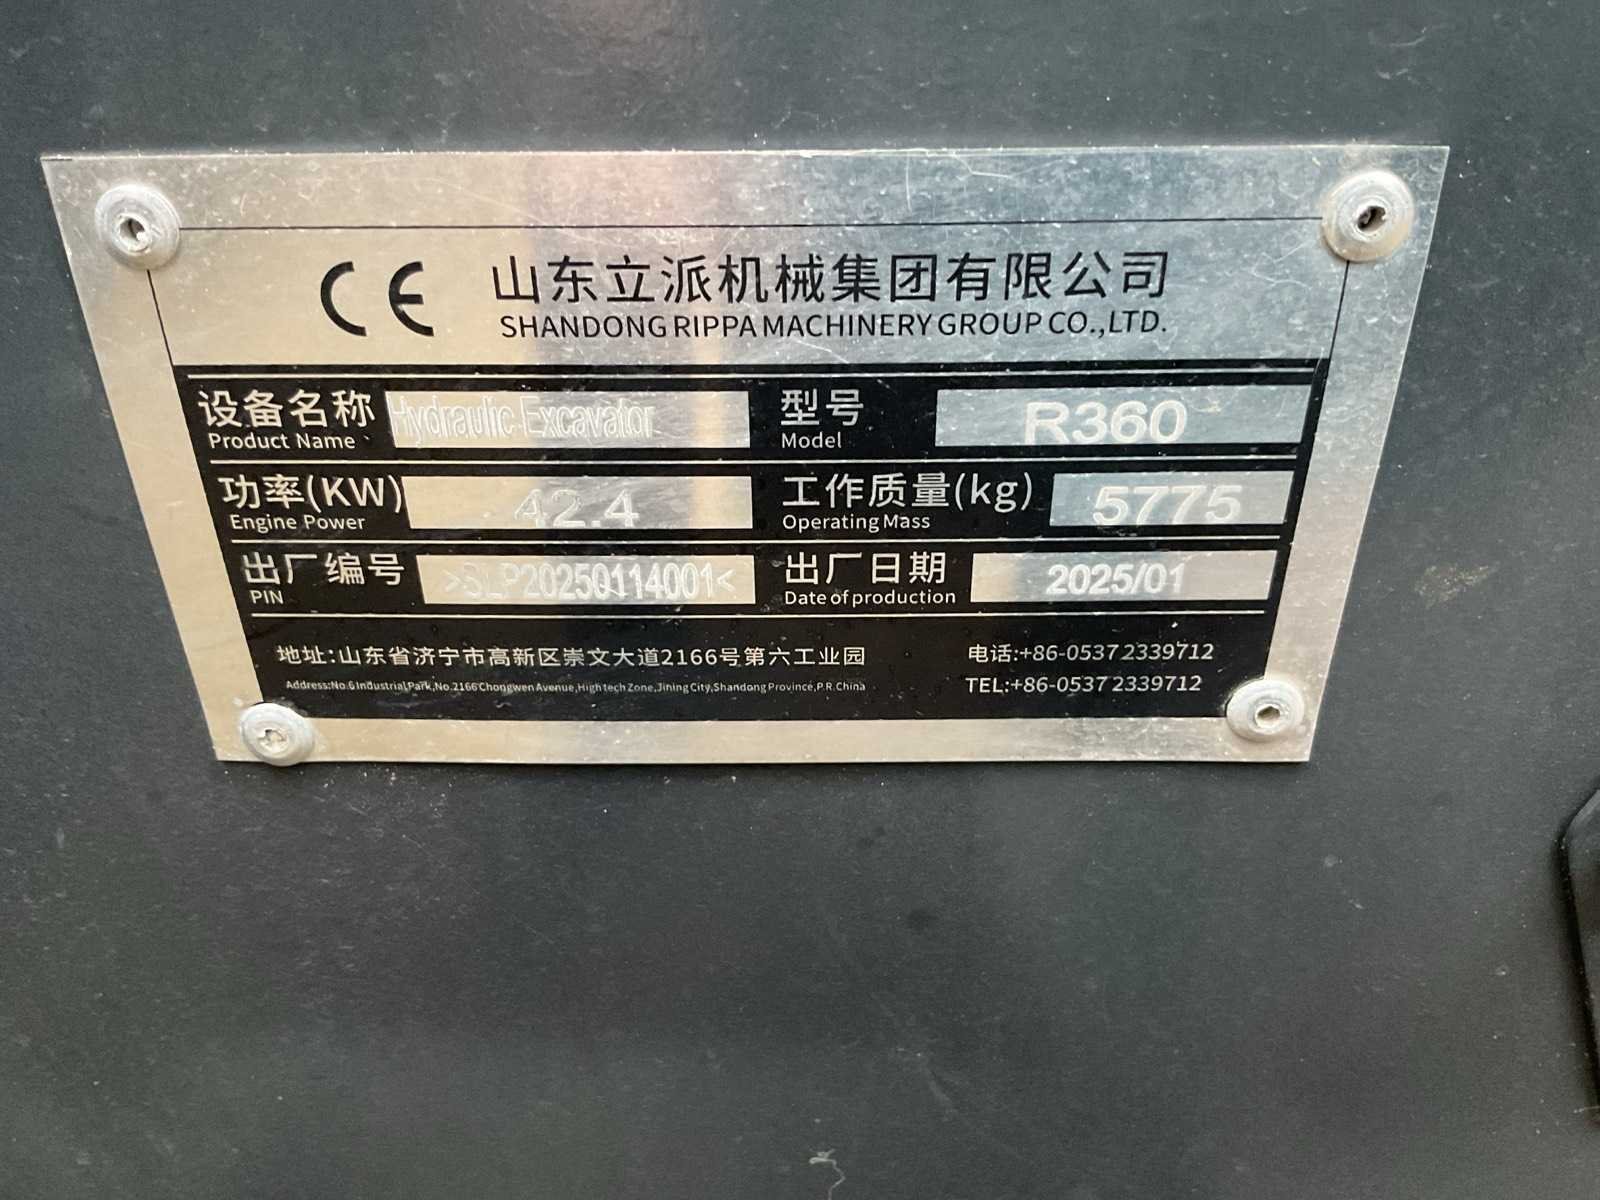 CE 山东立派机械集团有限公司
SHANDONG RIPPA MACHINERY GROUP CO.,LTD.
设备名称 Hydraulic Excavator 型号 R360
Product Name Model
功率(KW) 42.4 工作质量(kg) 5775
Engine Power Operating Mass
出厂编号 >SLP20250114001< 出厂日期 2025/01
PIN Date of production
地址:山东省济宁市高新区崇文大道2166号第六工业园 电话:+86-0537 2339712
Address:No.6 Industrial Park,No.2166 Chongwen Avenue,High tech Zone,Jining City,Shandong Province,P.R.China TEL:+86-0537 2339712